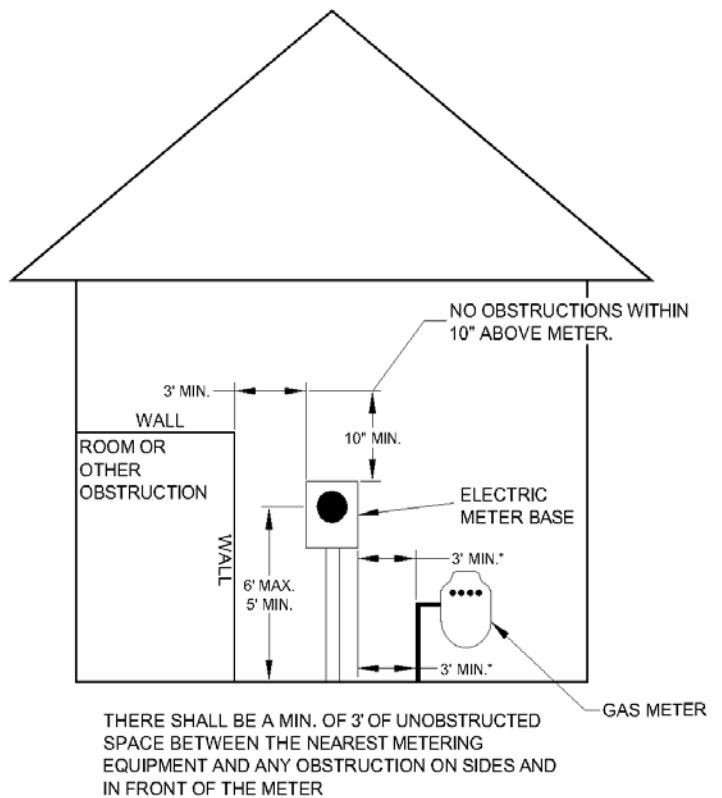 NO OBSTRUCTIONS WITHIN
10" ABOVE METER.
3' MIN.
WALL
10" MIN.
ROOM OR
OTHER
OBSTRUCTION
ELECTRIC
METER BASE
WALL
3' MIN.*
6' MAX.
5' MIN.
3' MIN.*
GAS METER
THERE SHALL BE A MIN. OF 3' OF UNOBSTRUCTED
SPACE BETWEEN THE NEAREST METERING
EQUIPMENT AND ANY OBSTRUCTION ON SIDES AND
IN FRONT OF THE METER